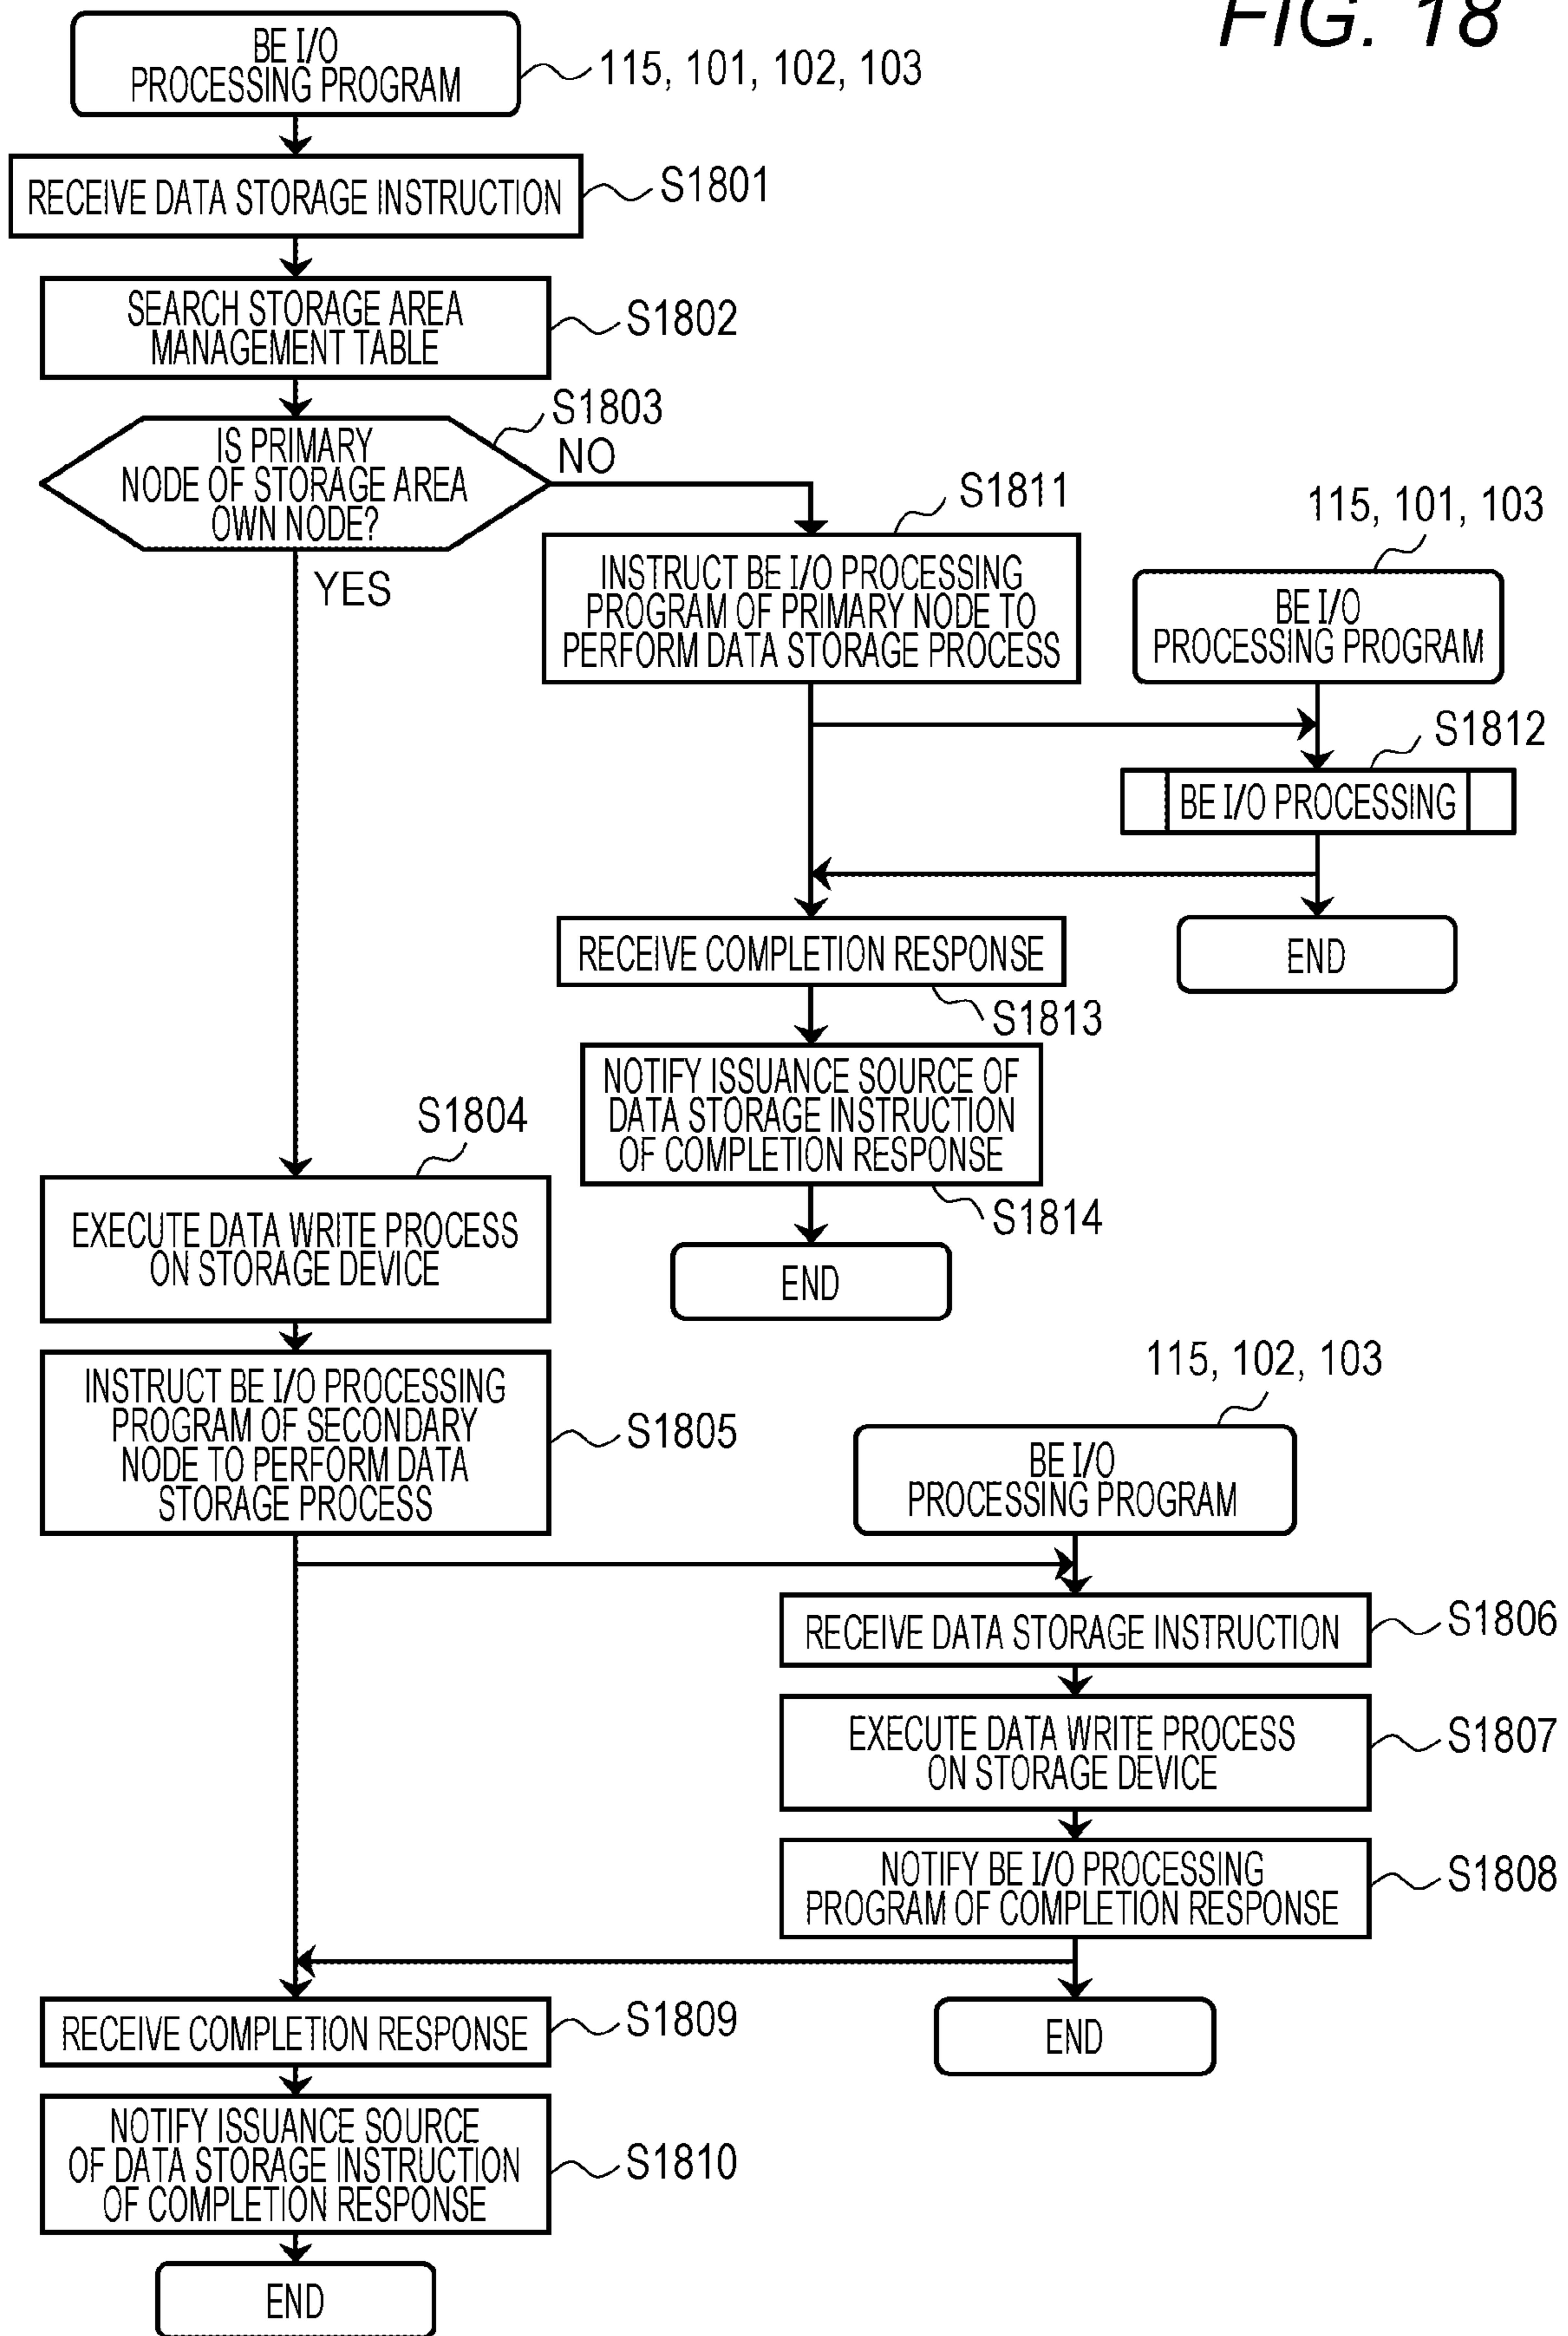 FIG. 18
BE I/O
PROCESSING PROGRAM
115, 101, 102, 103
RECEIVE DATA STORAGE INSTRUCTION
S1801
SEARCH STORAGE AREA
MANAGEMENT TABLE
S1802
S1803
IS PRIMARY
NODE OF STORAGE AREA
OWN NODE?
NO
YES
S1811
INSTRUCT BE I/O PROCESSING
PROGRAM OF PRIMARY NODE TO
PERFORM DATA STORAGE PROCESS
115, 101, 103
BE I/O
PROCESSING PROGRAM
S1812
BE I/O PROCESSING
RECEIVE COMPLETION RESPONSE
END
S1813
NOTIFY ISSUANCE SOURCE OF
DATA STORAGE INSTRUCTION
OF COMPLETION RESPONSE
S1814
END
S1804
EXECUTE DATA WRITE PROCESS
ON STORAGE DEVICE
INSTRUCT BE I/O PROCESSING
PROGRAM OF SECONDARY
NODE TO PERFORM DATA
STORAGE PROCESS
S1805
115, 102, 103
BE I/O
PROCESSING PROGRAM
RECEIVE DATA STORAGE INSTRUCTION
S1806
EXECUTE DATA WRITE PROCESS
ON STORAGE DEVICE
S1807
NOTIFY BE I/O PROCESSING
PROGRAM OF COMPLETION RESPONSE
S1808
RECEIVE COMPLETION RESPONSE
S1809
END
NOTIFY ISSUANCE SOURCE
OF DATA STORAGE INSTRUCTION
OF COMPLETION RESPONSE
S1810
END